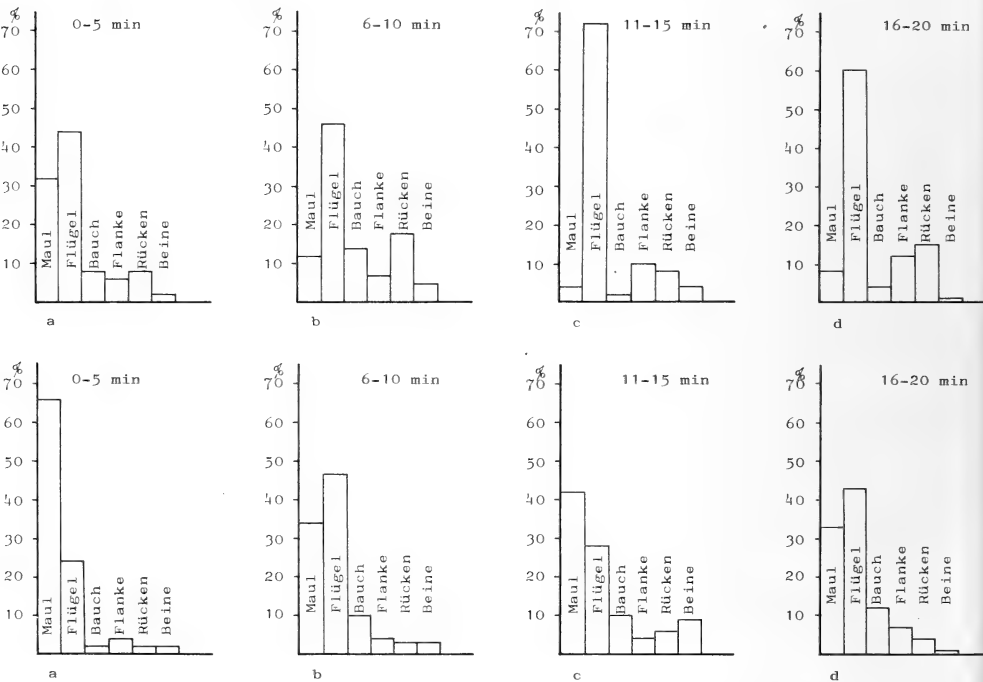 %
0-5 min
70
60
50
40
30
20
10
Maul
Flügel
Bauch
Flanke
Rücken
Beine
a
%
6-10 min
70
60
50
40
30
20
10
Maul
Flügel
Bauch
Flanke
Rücken
Beine
b
%
11-15 min
70
60
50
40
30
20
10
Maul
Flügel
Bauch
Flanke
Rücken
Beine
c
%
16-20 min
70
60
50
40
30
20
10
Maul
Flügel
Bauch
Flanke
Rücken
Beine
d
%
0-5 min
70
60
50
40
30
20
10
Maul
Flügel
Bauch
Flanke
Rücken
Beine
a
%
6-10 min
70
60
50
40
30
20
10
Maul
Flügel
Bauch
Flanke
Rücken
Beine
b
%
11-15 min
70
60
50
40
30
20
10
Maul
Flügel
Bauch
Flanke
Rücken
Beine
c
%
16-20 min
70
60
50
40
30
20
10
Maul
Flügel
Bauch
Flanke
Rücken
Beine
d